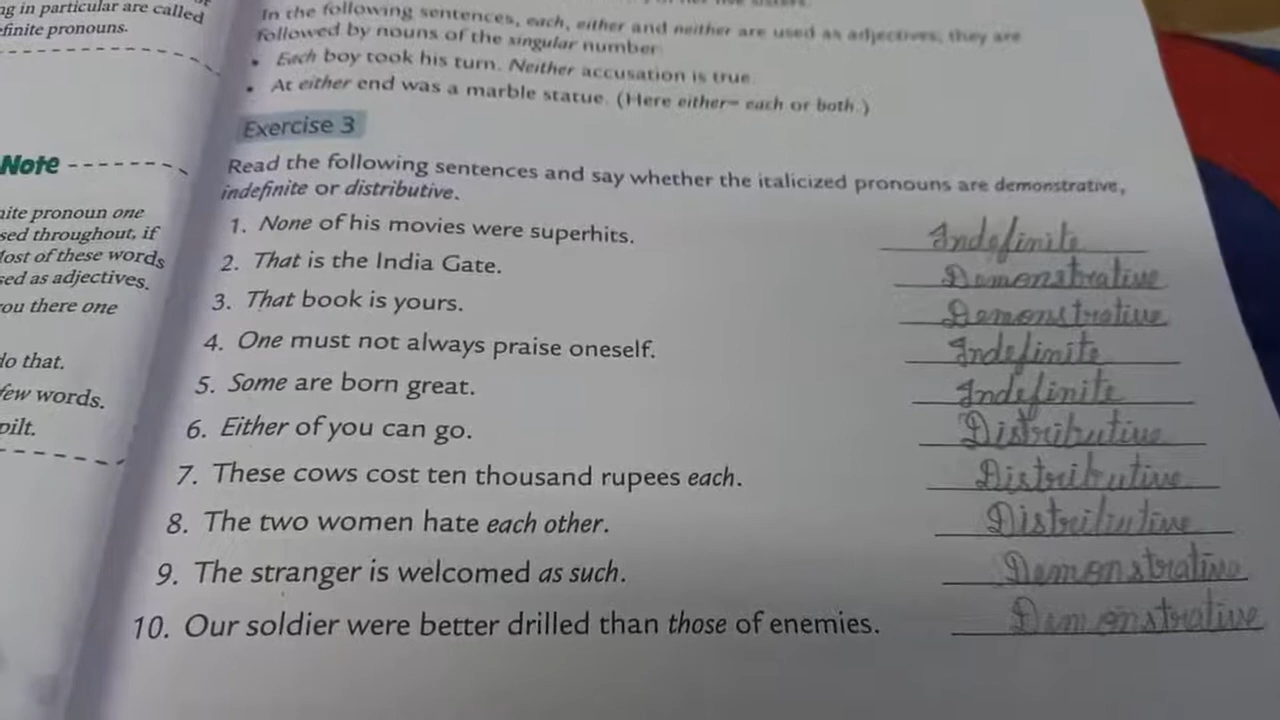 ng in particular are called
efinite pronouns.
In the following sentences, each, either and neither are used as adjectives; they are
followed by nouns of the singular number
• Each boy took his turn. Neither accusation is true.
• At either end was a marble statue. (Here either= each or both.)
Exercise 3
Note
Read the following sentences and say whether the italicized pronouns are demonstrative,
indefinite or distributive.
nite pronoun one
sed throughout, if
Most of these words
sed as adjectives.
you there one
do that.
few words.
pilt.
1. None of his movies were superhits. Indefinite
2. That is the India Gate. Demonstrative
3. That book is yours. Demonstrative
4. One must not always praise oneself. Indefinite
5. Some are born great. Indefinite
6. Either of you can go. Distributive
7. These cows cost ten thousand rupees each. Distributive
8. The two women hate each other. Distributive
9. The stranger is welcomed as such. Demonstrative
10. Our soldier were better drilled than those of enemies. Demonstrative